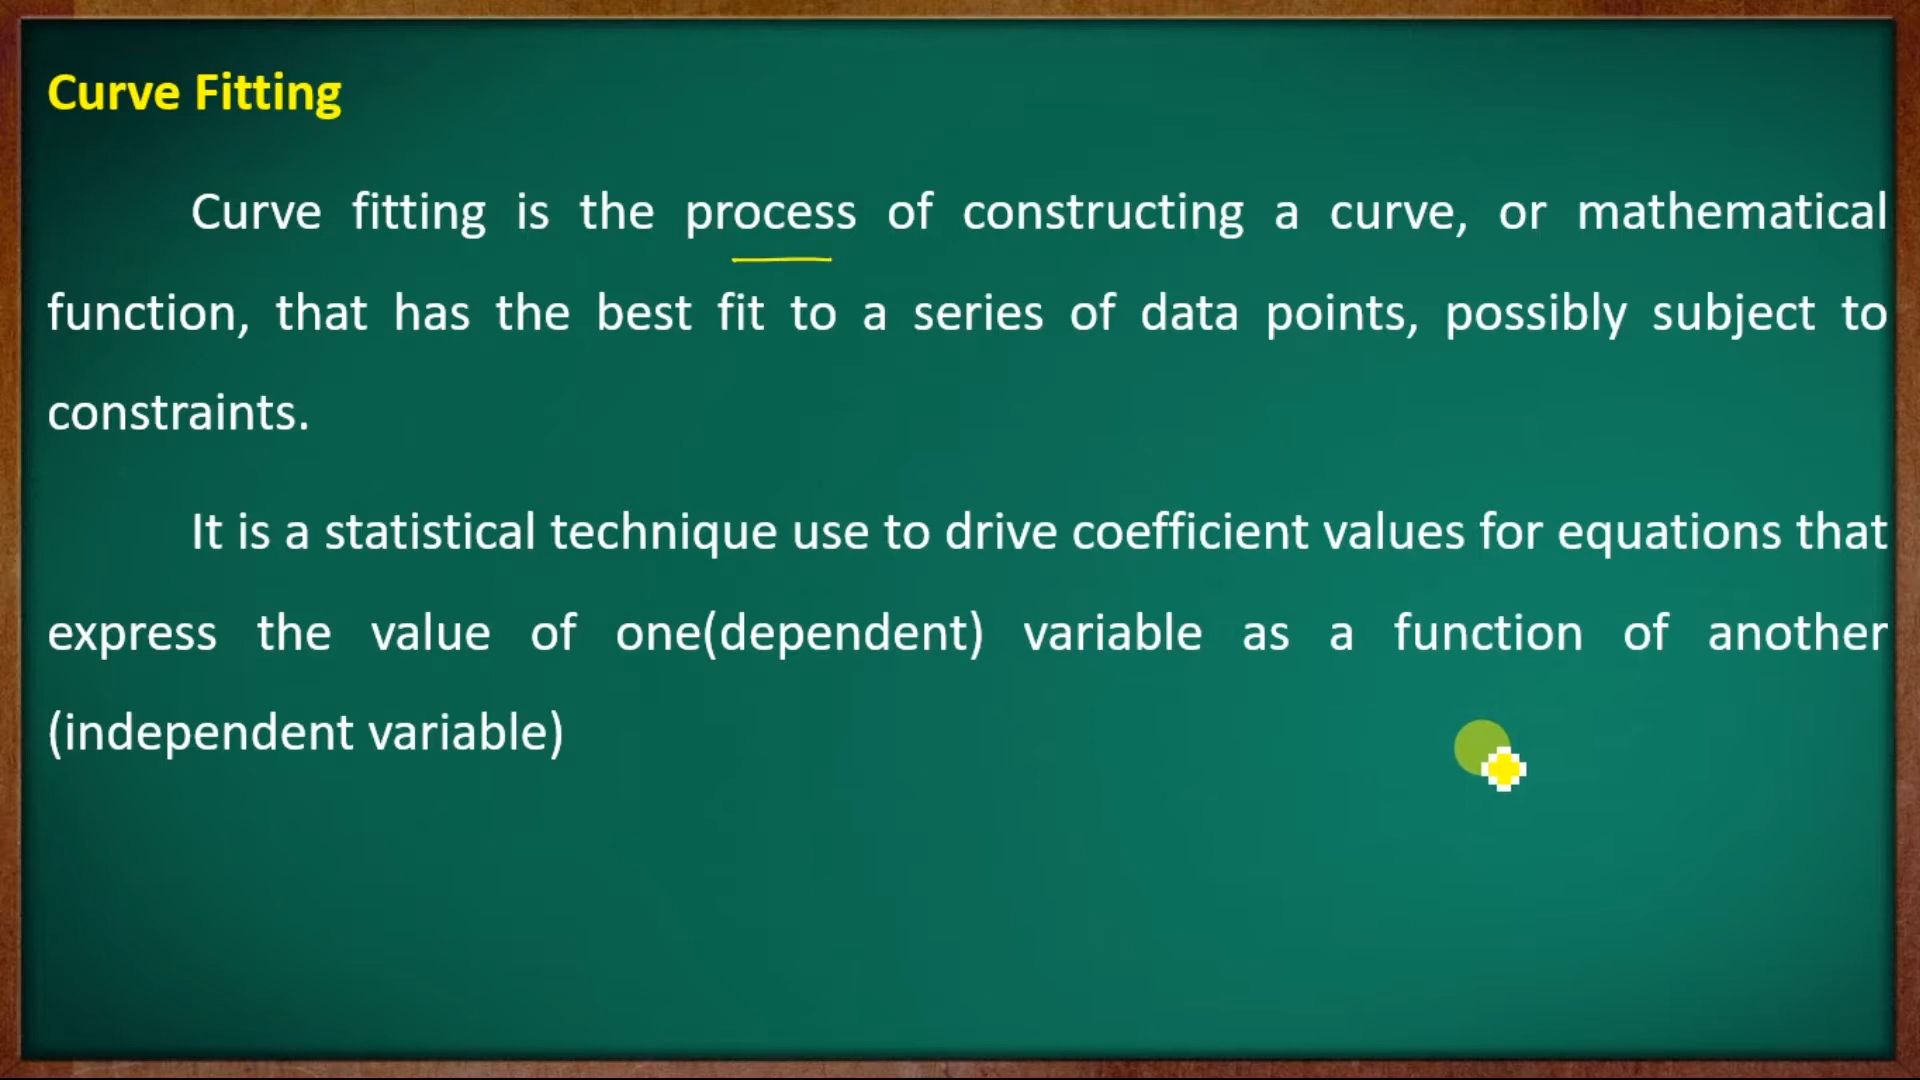 Curve Fitting
Curve fitting is the process of constructing a curve, or mathematical
function, that has the best fit to a series of data points, possibly subject to
constraints.
It is a statistical technique use to drive coefficient values for equations that
express the value of one(dependent) variable as a function of another
(independent variable)